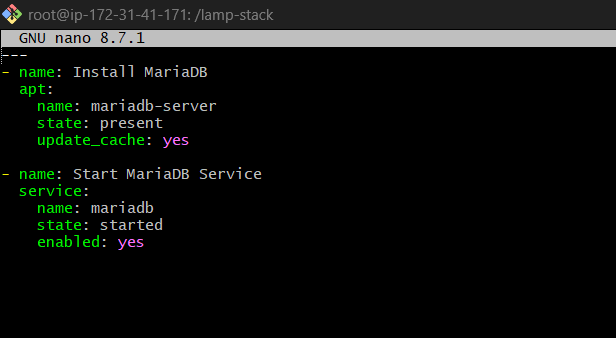 root@ip-172-31-41-171: /lamp-stack
GNU nano 8.7.1
---
- name: Install MariaDB
  apt:
    name: mariadb-server
    state: present
    update_cache: yes

- name: Start MariaDB Service
  service:
    name: mariadb
    state: started
    enabled: yes